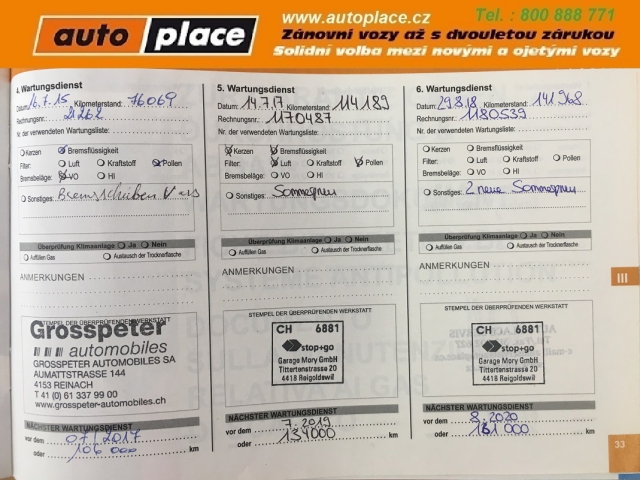 auto place
www.autoplace.cz
Tel. : 800 888 771
Zánovní vozy až s dvouletou zárukou
Solidní volba mezi novými a ojetými vozy
4. Wartungsdienst
Datum: 16.7.15 Kilometerstand: 76069
Rechnungsnr.: 21262
Nr. der verwendeten Wartungsliste:
Kerzen Bremsflüssigkeit
Filter: Luft Kraftstoff Pollen
Bremsbeläge: VO HI
Sonstiges: Bremsscheiben V
Überprüfung Klimaanlage Ja Nein
Auffüllen Gas Austausch der Trocknerflasche
ANMERKUNGEN
STEMPEL DER ÜBERPRÜFENDEN WERKSTATT
Grosspeter
automobiles
GROSSPETER AUTOMOBILES SA
AUMATTSTRASSE 144
4153 REINACH
T 41 (0) 61 337 99 00
www.grosspeter-automobiles.ch
NÄCHSTER WARTUNGSDIENST
vor dem 07/2017
oder 106 000 km
5. Wartungsdienst
Datum: 14.7.17 Kilometerstand: 114189
Rechnungsnr.: 1170487
Nr. der verwendeten Wartungsliste:
Kerzen Bremsflüssigkeit
Filter: Luft Kraftstoff Pollen
Bremsbeläge: VO HI
Sonstiges: Sommerpneu
Überprüfung Klimaanlage Ja Nein
Auffüllen Gas Austausch der Trocknerflasche
ANMERKUNGEN
STEMPEL DER ÜBERPRÜFENDEN WERKSTATT
CH 6881
stop+go
Garage Mory GmbH
Tittertenstrasse 20
4418 Reigoldswil
NÄCHSTER WARTUNGSDIENST
vor dem 7.2019
oder 134000 km
6. Wartungsdienst
Datum: 29.8.18 Kilometerstand: 141968
Rechnungsnr.: 1180539
Nr. der verwendeten Wartungsliste:
Kerzen Bremsflüssigkeit
Filter: Luft Kraftstoff Pollen
Bremsbeläge: VO HI
Sonstiges: 2 neue Sommerpneu
Überprüfung Klimaanlage Ja Nein
Auffüllen Gas Austausch der Trocknerflasche
ANMERKUNGEN
STEMPEL DER ÜBERPRÜFENDEN WERKSTATT
CH 6881
stop+go
Garage Mory GmbH
Tittertenstrasse 20
4418 Reigoldswil
NÄCHSTER WARTUNGSDIENST
vor dem 8.2020
oder 161 000 km
III
33